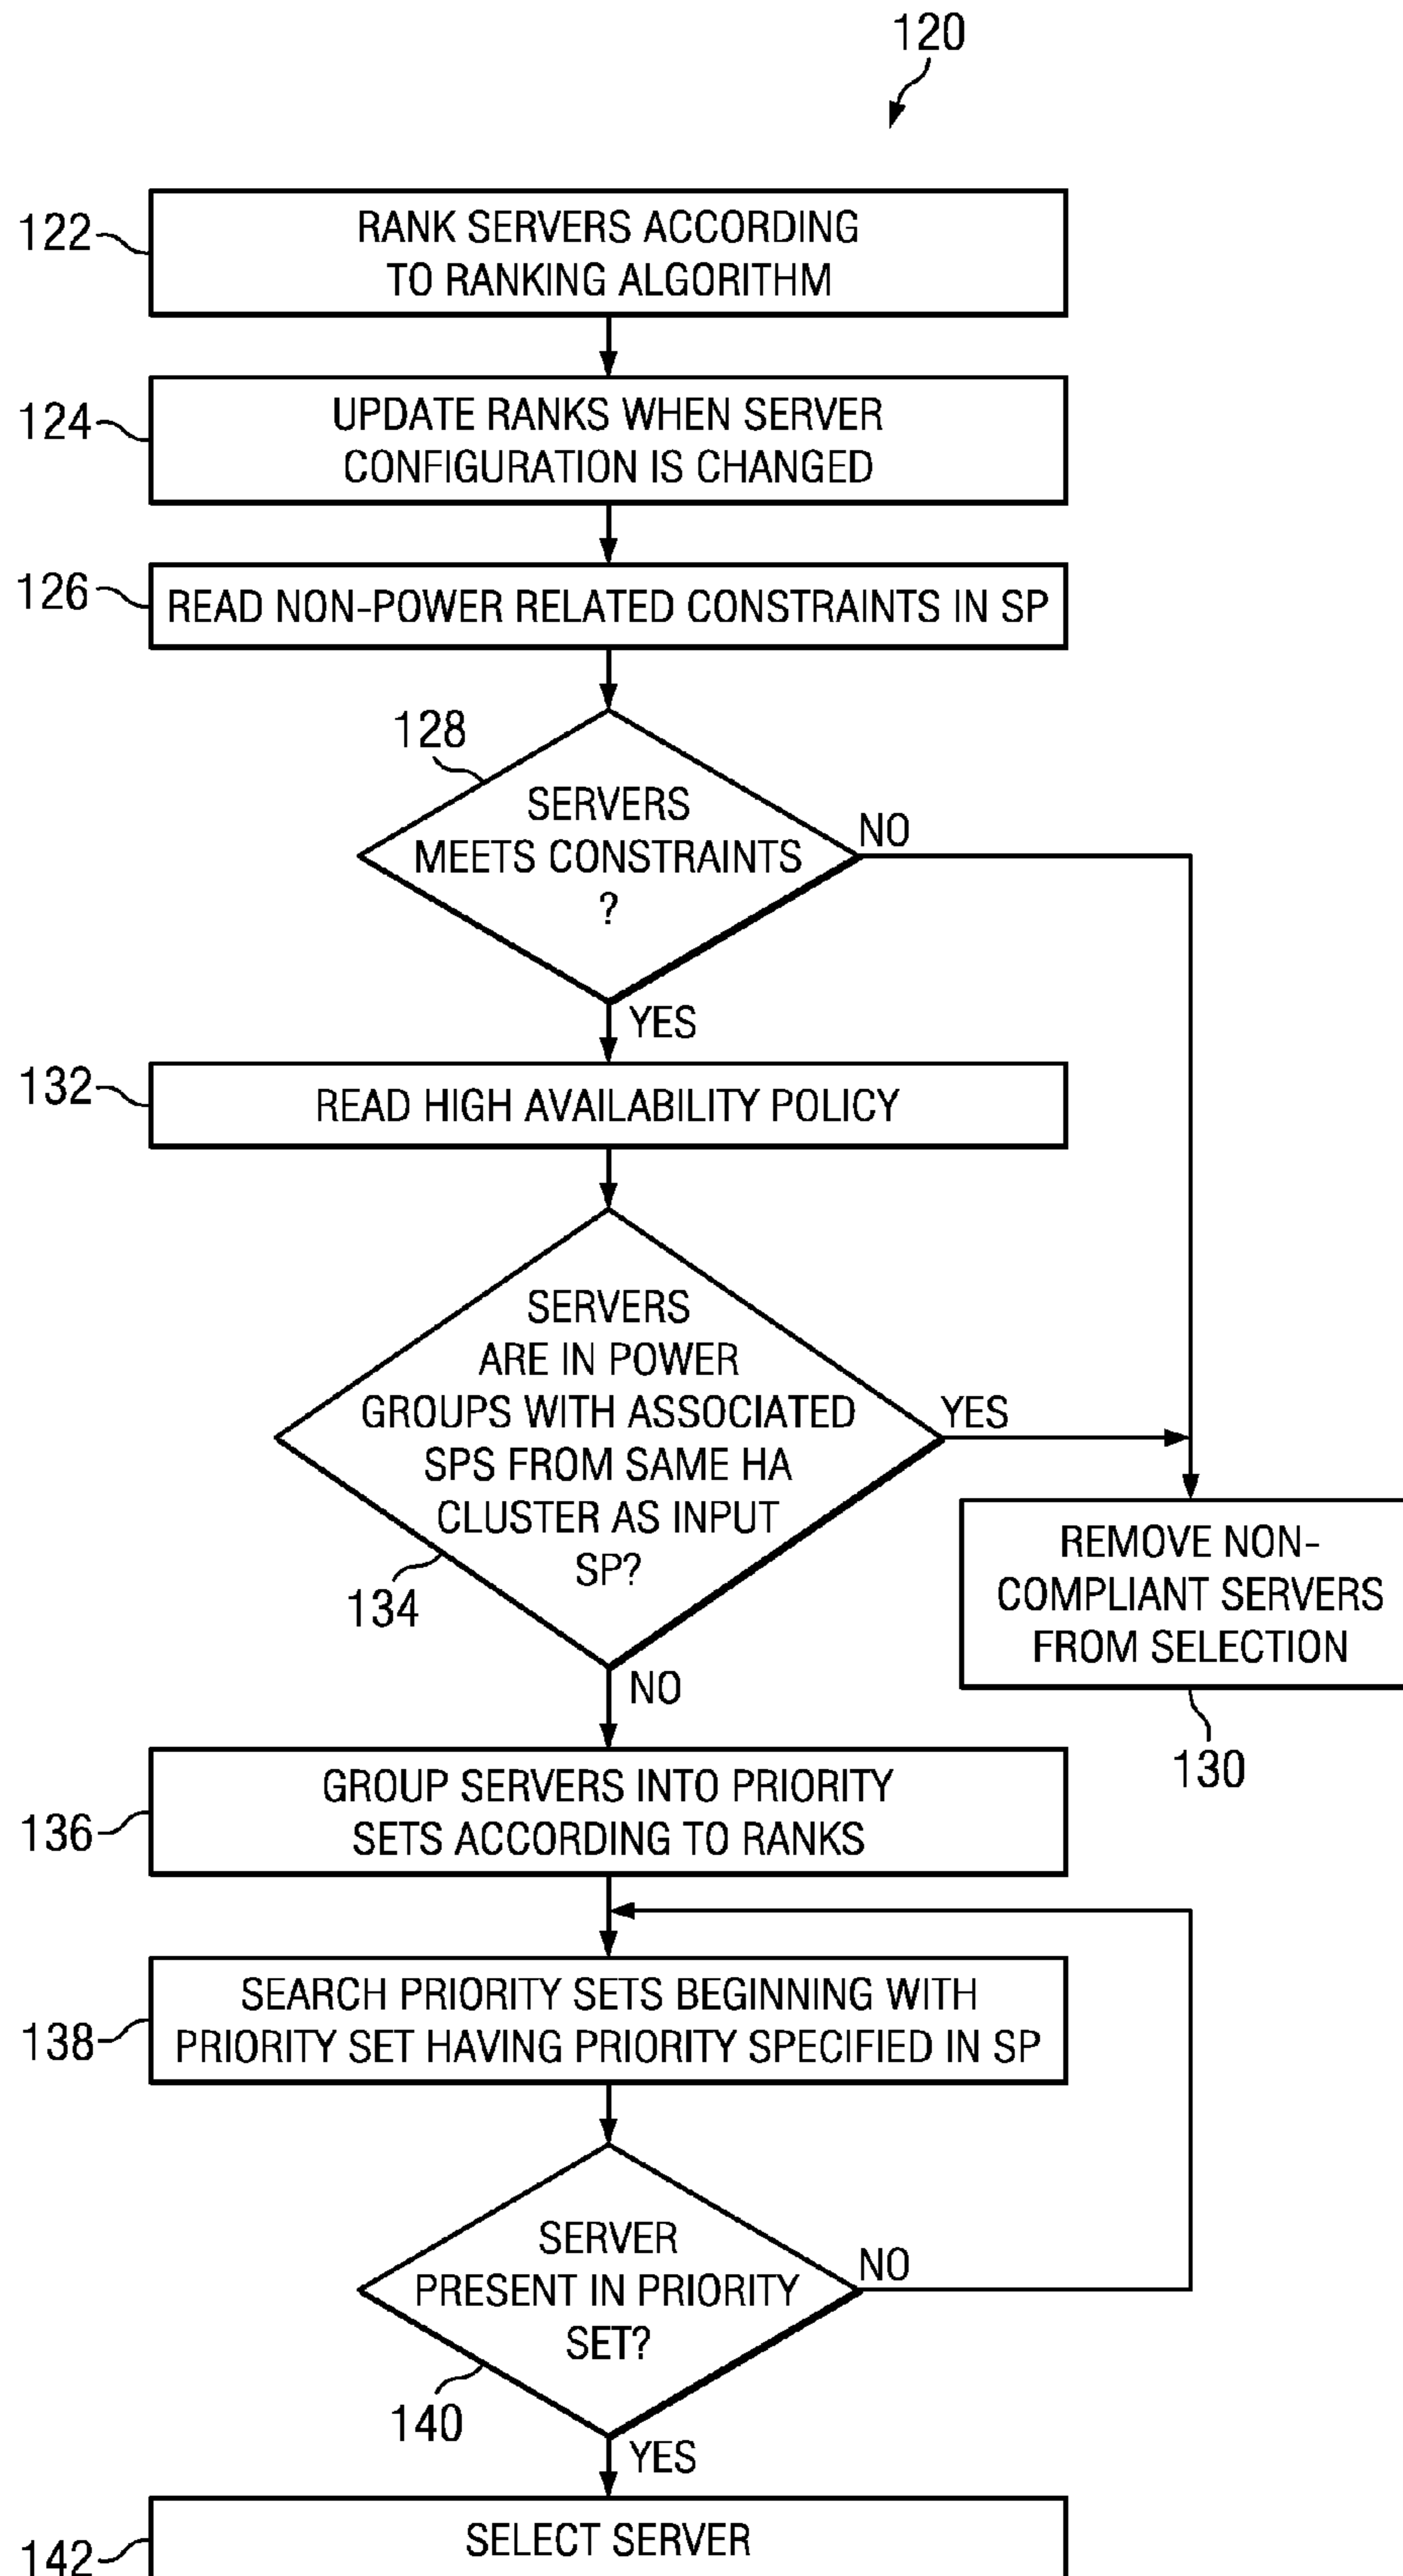 120
122
RANK SERVERS ACCORDING
TO RANKING ALGORITHM
124
UPDATE RANKS WHEN SERVER
CONFIGURATION IS CHANGED
126
READ NON-POWER RELATED CONSTRAINTS IN SP
128
SERVERS
MEETS CONSTRAINTS
?
NO
YES
132
READ HIGH AVAILABILITY POLICY
SERVERS
ARE IN POWER
GROUPS WITH ASSOCIATED
SPS FROM SAME HA
CLUSTER AS INPUT
SP?
YES
134
NO
REMOVE NON-
COMPLIANT SERVERS
FROM SELECTION
130
136
GROUP SERVERS INTO PRIORITY
SETS ACCORDING TO RANKS
138
SEARCH PRIORITY SETS BEGINNING WITH
PRIORITY SET HAVING PRIORITY SPECIFIED IN SP
SERVER
PRESENT IN PRIORITY
SET?
NO
140
YES
142
SELECT SERVER